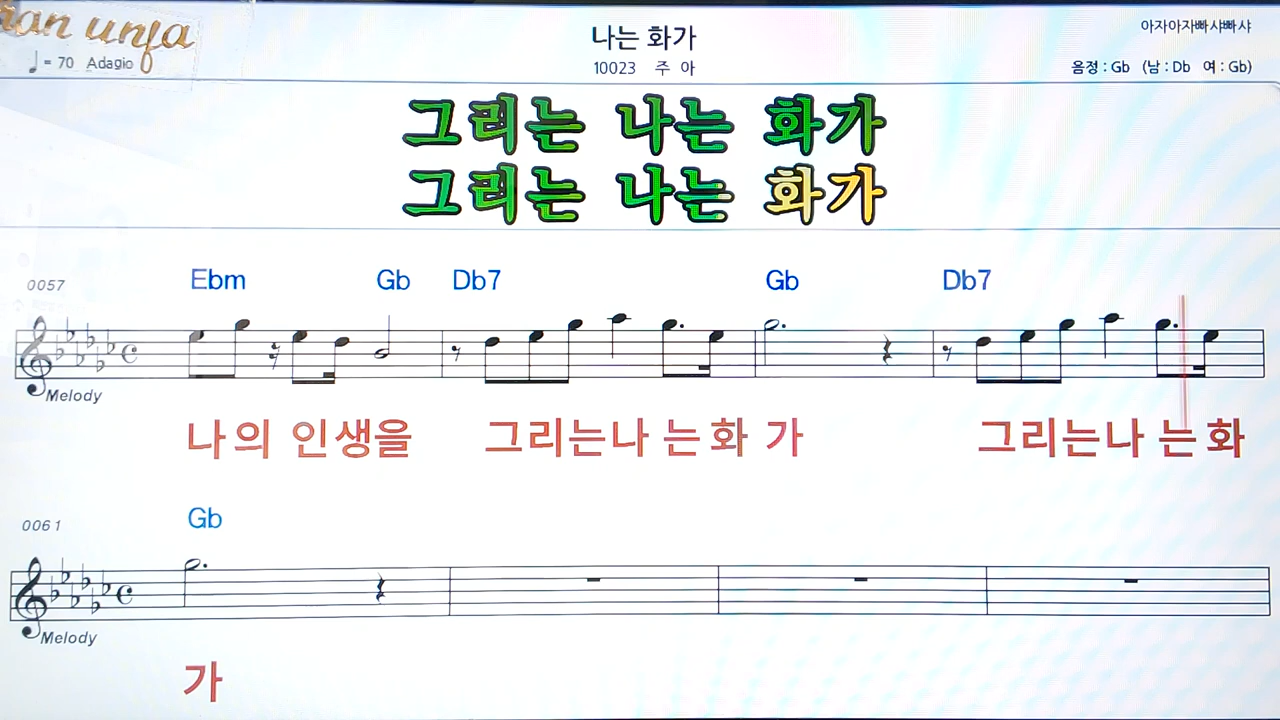 나는 화가
아자아자빠샤빠샤
♩= 70 Adagio
10023 주 아
음정 : Gb (남 : Db 여 : Gb)
그리는 나는 화가
그리는 나는 화가
0057
Ebm Gb Db7 Gb Db7
Melody
나의 인생을 그리는나 는화 가 그리는나 는화
0061
Gb
Melody
가